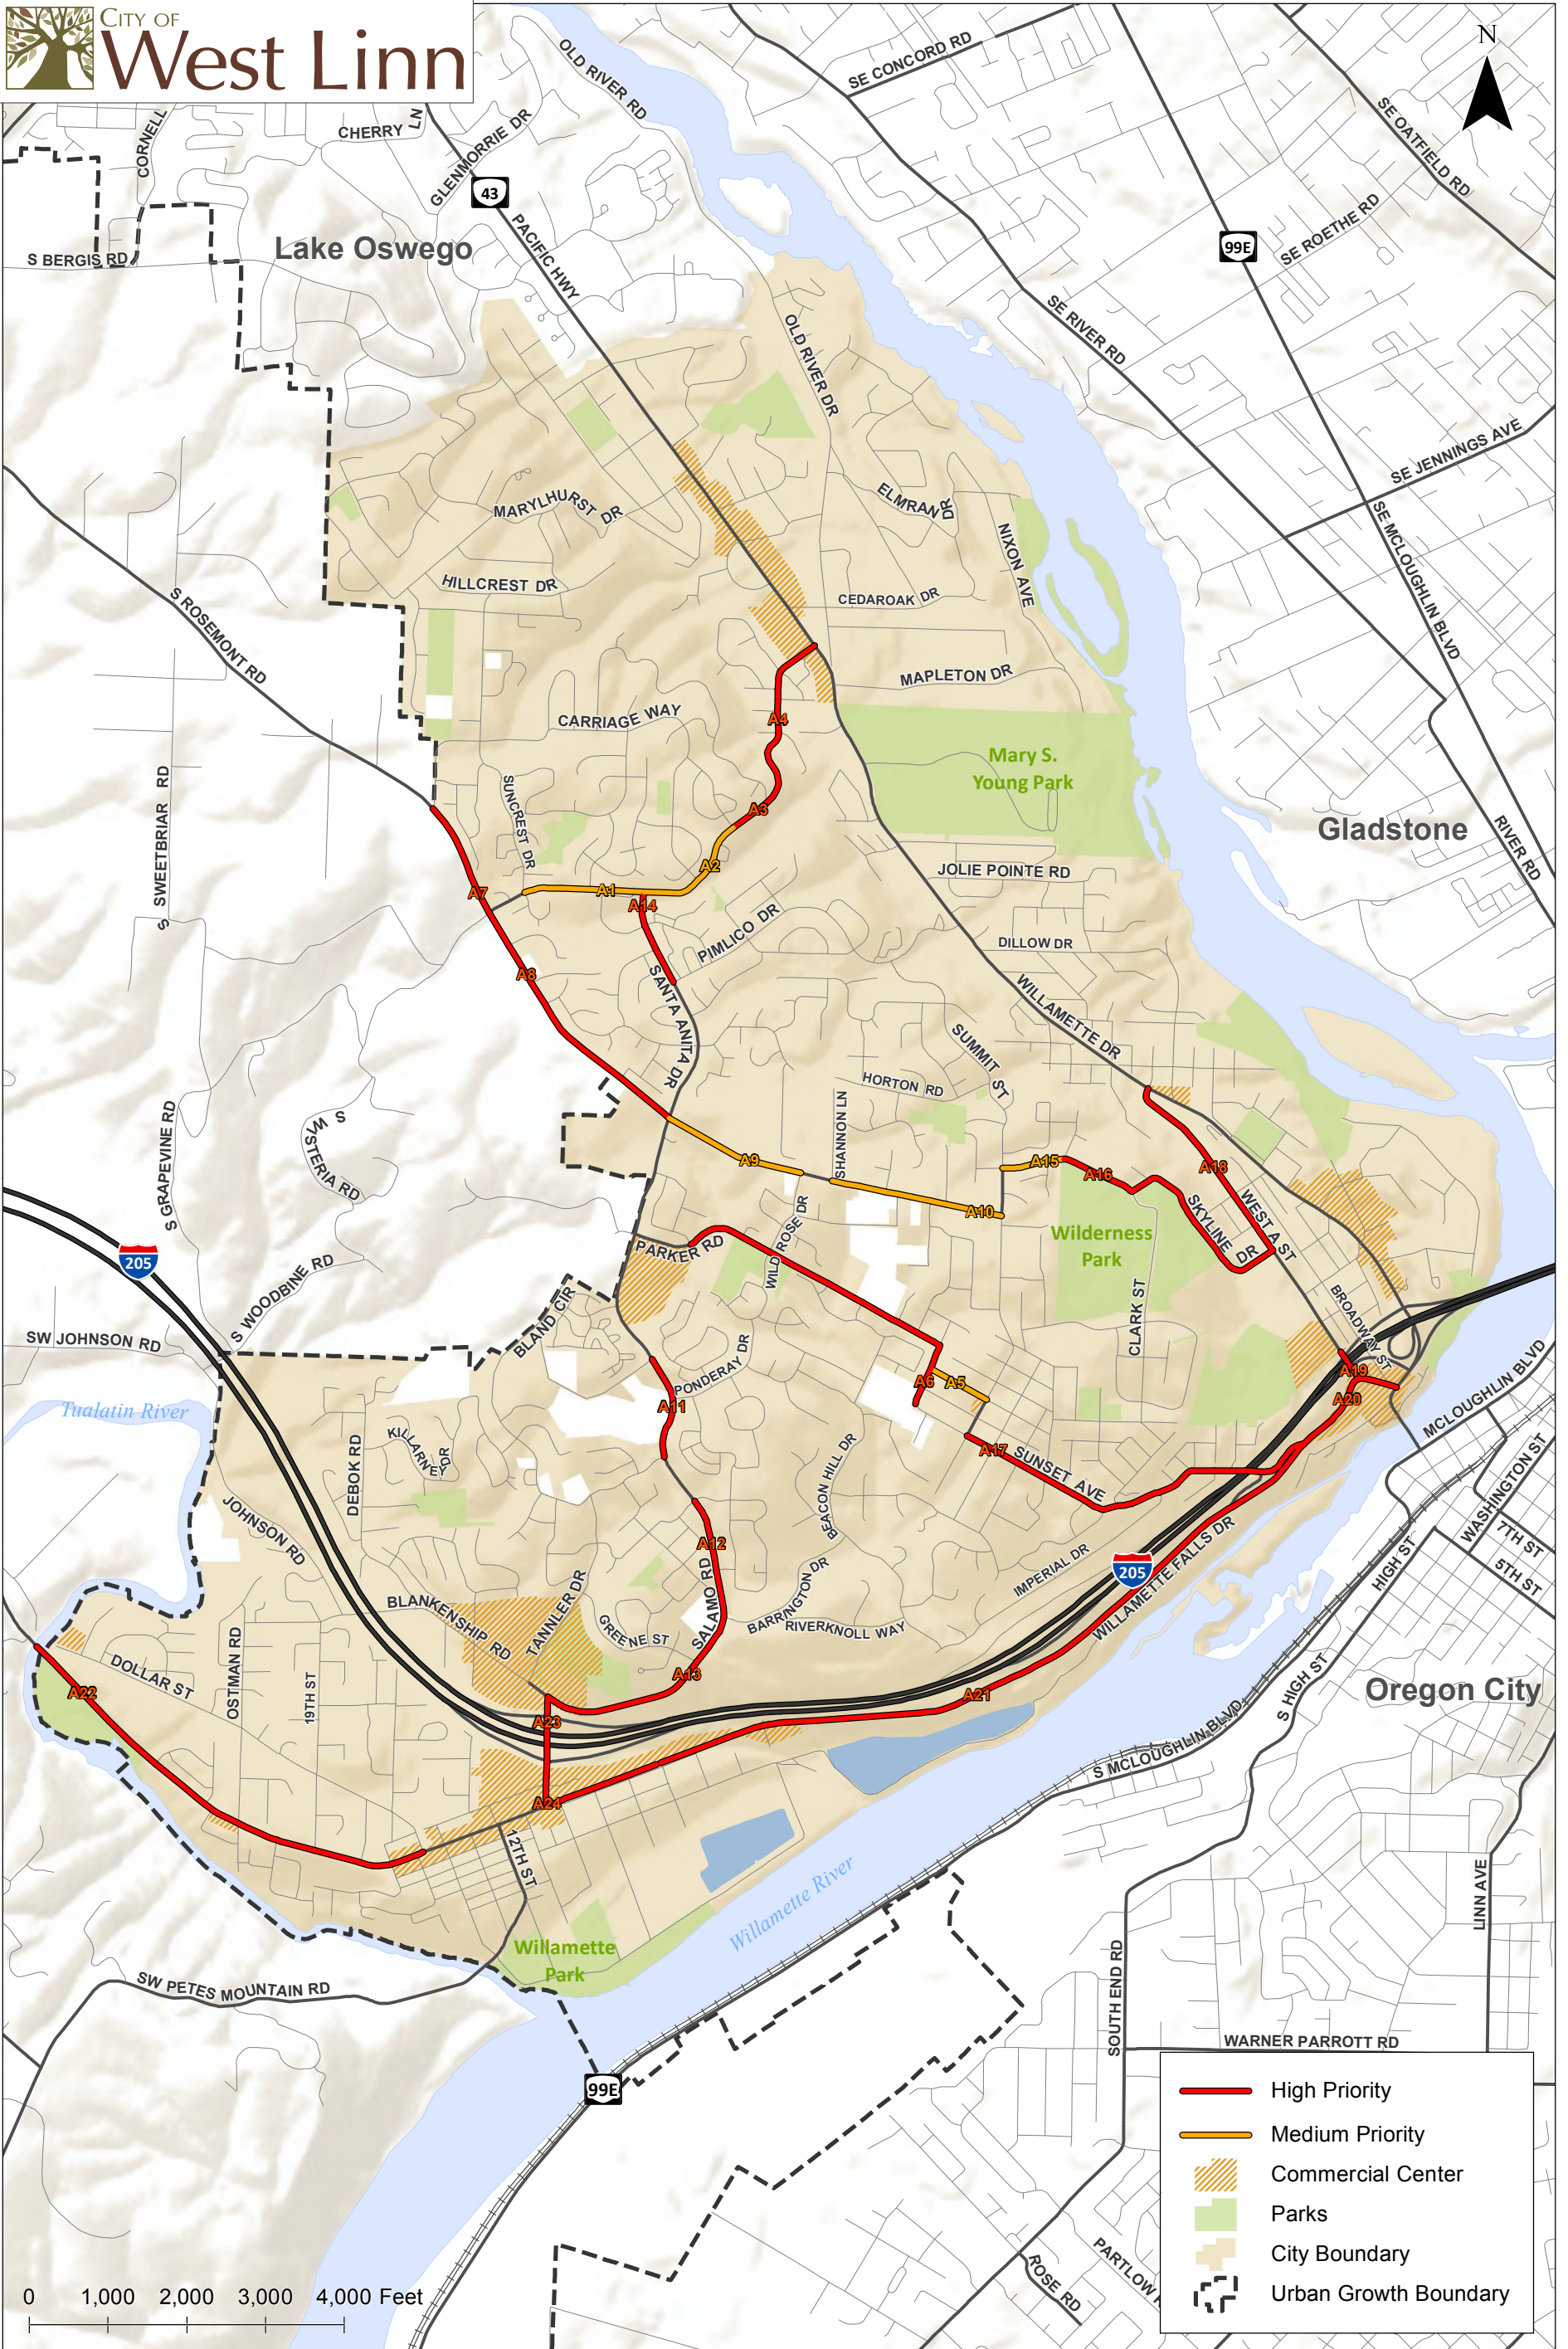 CITY OF
West Linn
N
OLD RIVER RD
SE CONCORD RD
SE OATFIELD RD
CORNELL
CHERRY LN
GLENMORRIE DR
43
PACIFIC HWY
Lake Oswego
S BERGIS RD
99E
SE ROETHE RD
SE RIVER RD
OLD RIVER DR
SE JENNINGS AVE
SE MCLOUGHLIN BLVD
MARYLHURST DR
ELMRAN DR
NIXON AVE
HILLCREST DR
CEDAROAK DR
S ROSEMONT RD
MAPLETON DR
CARRIAGE WAY
A4
Mary S.
Young Park
S SWEETBRIAR RD
SUNCREST DR
A3
Gladstone
RIVER RD
A2
JOLIE POINTE RD
A7
A1
A14
PIMLICO DR
DILLOW DR
A8
SANTA ANITA DR
WILLAMETTE DR
SUMMIT ST
HORTON RD
S GRAPEVINE RD
S WISTERIA RD
SHANNON LN
A9
A15
A16
A18
A10
SKYLINE DR
WEST A ST
WILD ROSE DR
PARKER RD
Wilderness
Park
205
S WOODBINE RD
SW JOHNSON RD
BLAND CIR
CLARK ST
BROADWAY ST
PONDERAY DR
A6
A5
A19
A20
A11
MCLOUGHLIN BLVD
Tualatin River
KILLARNEY DR
DEBOK RD
BEACON HILL DR
A17
SUNSET AVE
WASHINGTON ST
JOHNSON RD
7TH ST
5TH ST
HIGH ST
A12
IMPERIAL DR
205
WILLAMETTE FALLS DR
BLANKENSHIP RD
TANNLER DR
GREENE ST
SALAMO RD
BARRINGTON DR
RIVERKNOLL WAY
DOLLAR ST
OSTMAN RD
19TH ST
A22
A13
A21
A23
S HIGH ST
Oregon City
S MCLOUGHLIN BLVD
A24
12TH ST
Willamette River
LINN AVE
Willamette
Park
SW PETES MOUNTAIN RD
SOUTH END RD
WARNER PARROTT RD
99E
High Priority
Medium Priority
Commercial Center
Parks
City Boundary
Urban Growth Boundary
ROSE RD
PARTLOW R
0 1,000 2,000 3,000 4,000 Feet